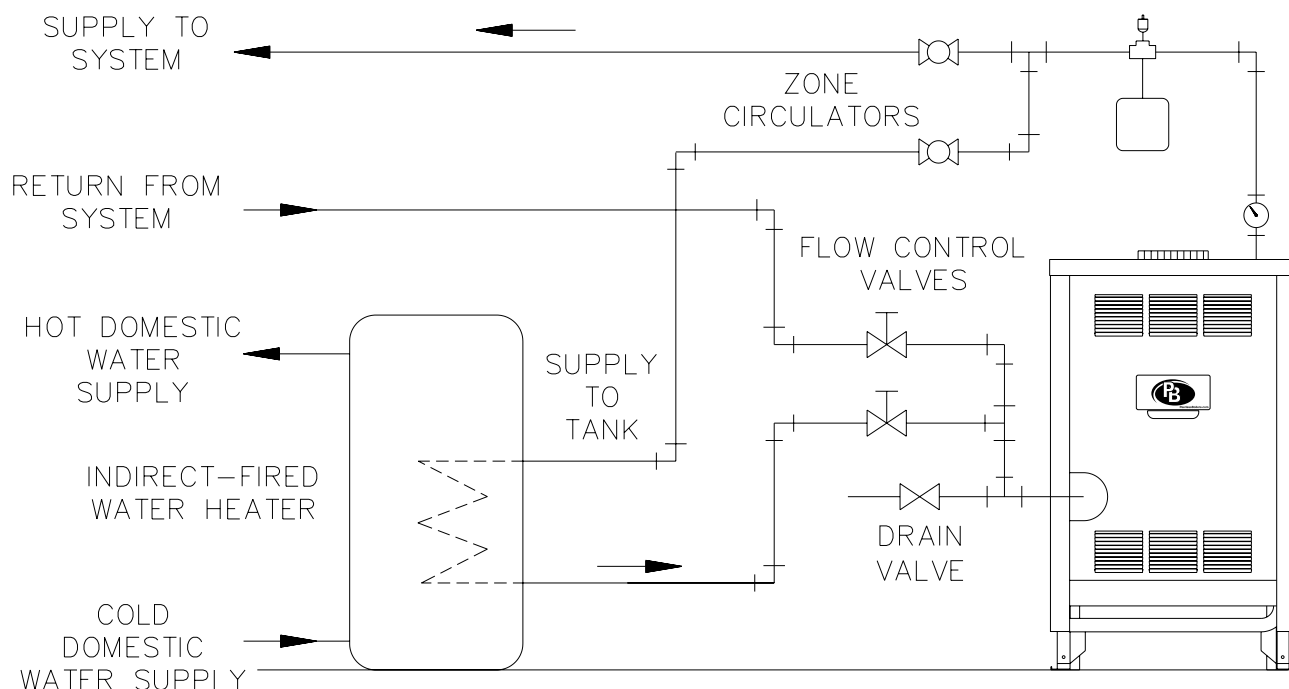 SUPPLY TO
SYSTEM
ZONE
CIRCULATORS
RETURN FROM
SYSTEM
FLOW CONTROL
VALVES
HOT DOMESTIC
WATER
SUPPLY
SUPPLY
TO
TANK
PB
INDIRECT-FIRED
WATER HEATER
DRAIN
VALVE
COLD
DOMESTIC
WATER SUPPLY